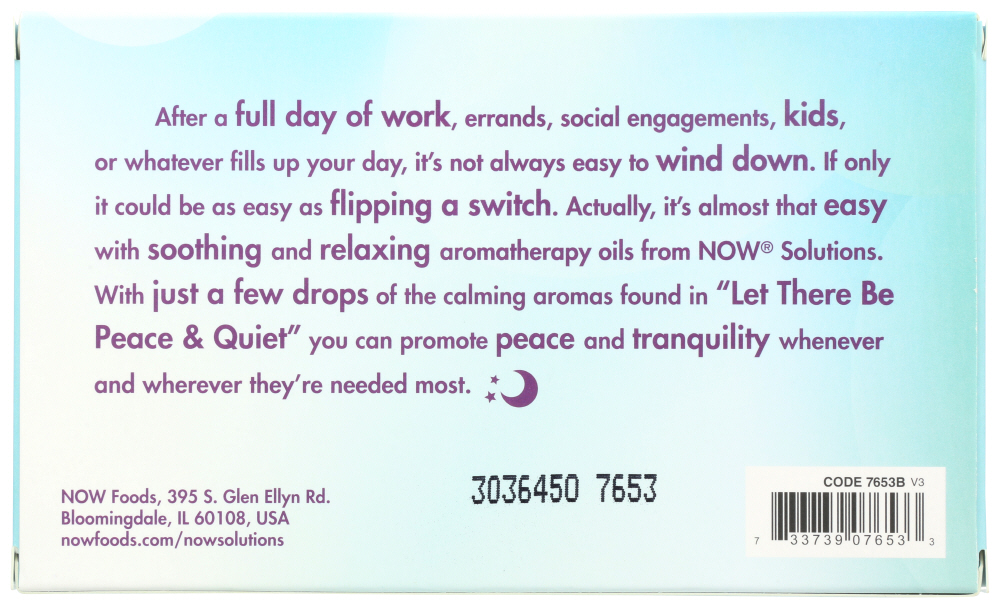 After a full day of work, errands, social engagements, kids,
or whatever fills up your day, it's not always easy to wind down. If only
it could be as easy as flipping a switch. Actually, it's almost that easy
with soothing and relaxing aromatherapy oils from NOW® Solutions.
With just a few drops of the calming aromas found in “Let There Be
Peace & Quiet” you can promote peace and tranquility whenever
and wherever they're needed most.
NOW Foods, 395 S. Glen Ellyn Rd.
Bloomingdale, IL 60108, USA
nowfoods.com/nowsolutions
3036450 7653
CODE 7653B V3
7 33739 07653 3